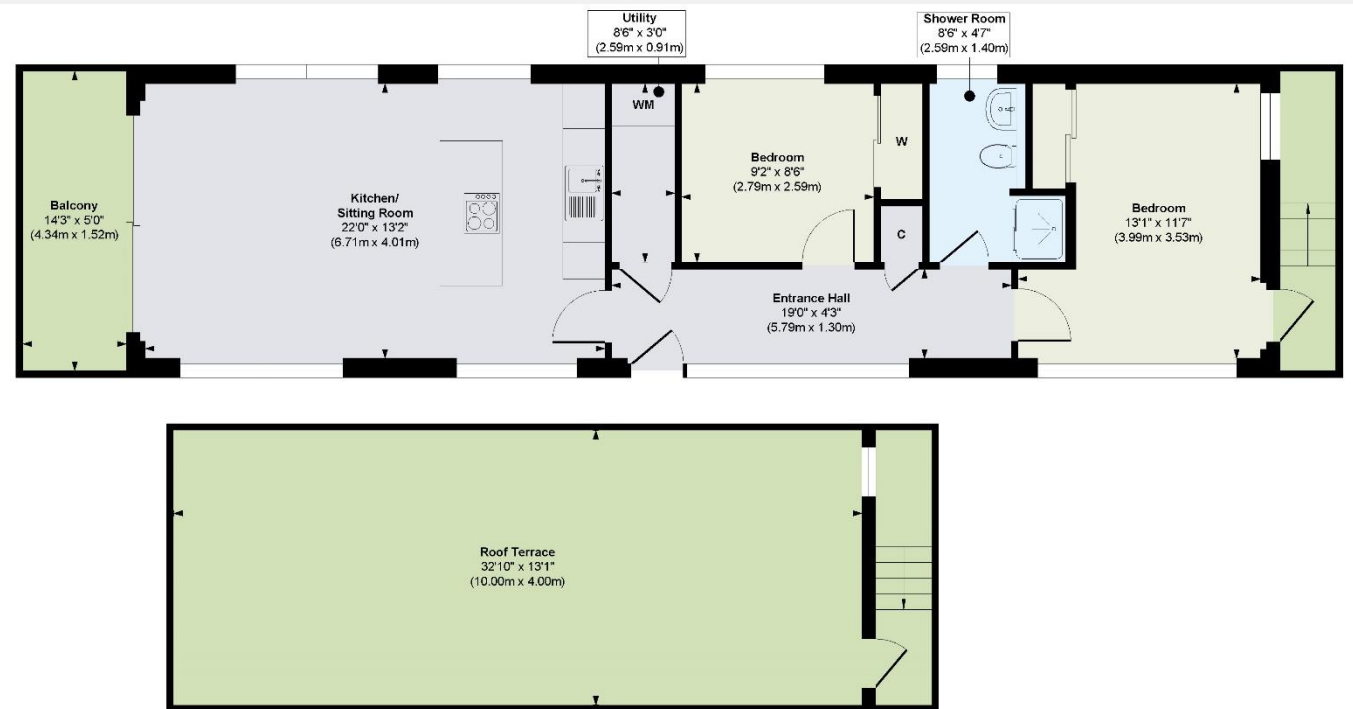 Utility
8'6" x 3'0"
(2.59m x 0.91m)
Shower Room
8'6" x 4'7"
(2.59m x 1.40m)
WM
Balcony
14'3" x 5'0"
(4.34m x 1.52m)
Kitchen/
Sitting Room
22'0" x 13'2"
(6.71m x 4.01m)
Bedroom
9'2" x 8'6"
(2.79m x 2.59m)
W
C
Bedroom
13'1" x 11'7"
(3.99m x 3.53m)
Entrance Hall
19'0" x 4'3"
(5.79m x 1.30m)
Roof Terrace
32'10" x 13'1"
(10.00m x 4.00m)